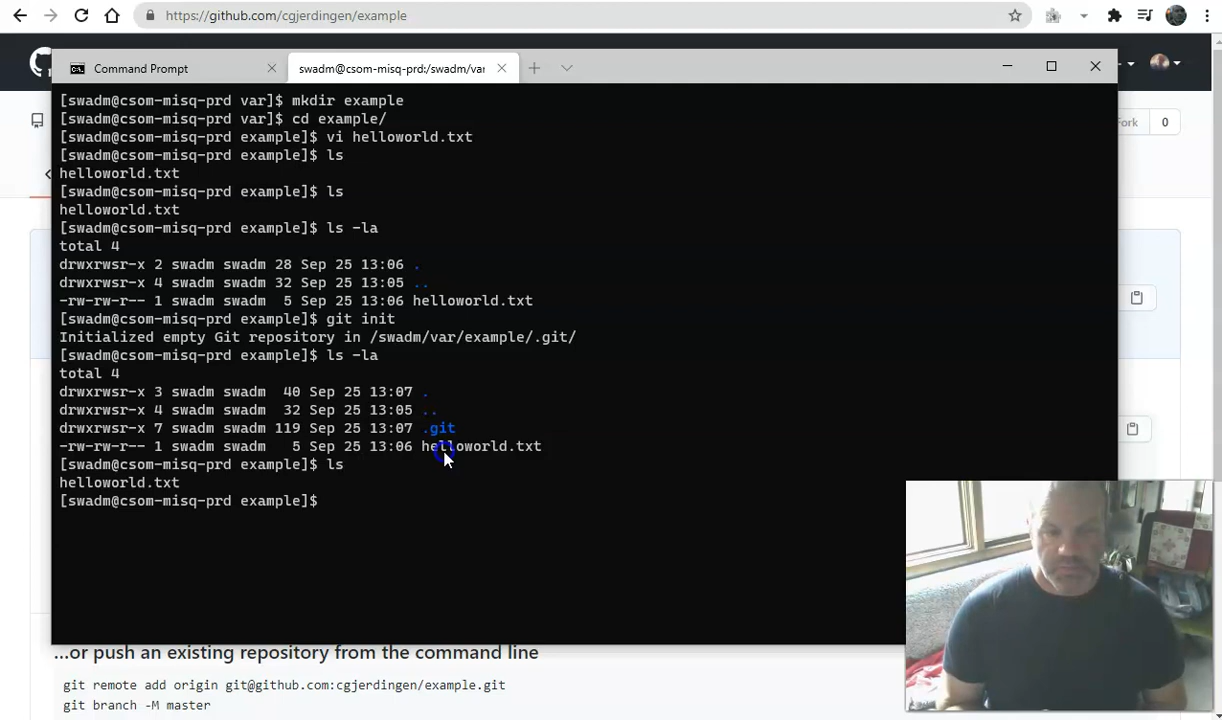 https://github.com/cgjerdingen/example
Command Prompt
swadm@csom-misq-prd:/swadm/var
Fork 0
[swadm@csom-misq-prd var]$ mkdir example
[swadm@csom-misq-prd var]$ cd example/
[swadm@csom-misq-prd example]$ vi helloworld.txt
[swadm@csom-misq-prd example]$ ls
helloworld.txt
[swadm@csom-misq-prd example]$ ls
helloworld.txt
[swadm@csom-misq-prd example]$ ls -la
total 4
drwxrwsr-x 2 swadm swadm 28 Sep 25 13:06 .
drwxrwsr-x 4 swadm swadm 32 Sep 25 13:05 ..
-rw-rw-r-- 1 swadm swadm  5 Sep 25 13:06 helloworld.txt
[swadm@csom-misq-prd example]$ git init
Initialized empty Git repository in /swadm/var/example/.git/
[swadm@csom-misq-prd example]$ ls -la
total 4
drwxrwsr-x 3 swadm swadm  40 Sep 25 13:07 .
drwxrwsr-x 4 swadm swadm  32 Sep 25 13:05 ..
drwxrwsr-x 7 swadm swadm 119 Sep 25 13:07 .git
-rw-rw-r-- 1 swadm swadm   5 Sep 25 13:06 helloworld.txt
[swadm@csom-misq-prd example]$ ls
helloworld.txt
[swadm@csom-misq-prd example]$
...or push an existing repository from the command line
git remote add origin git@github.com:cgjerdingen/example.git
git branch -M master